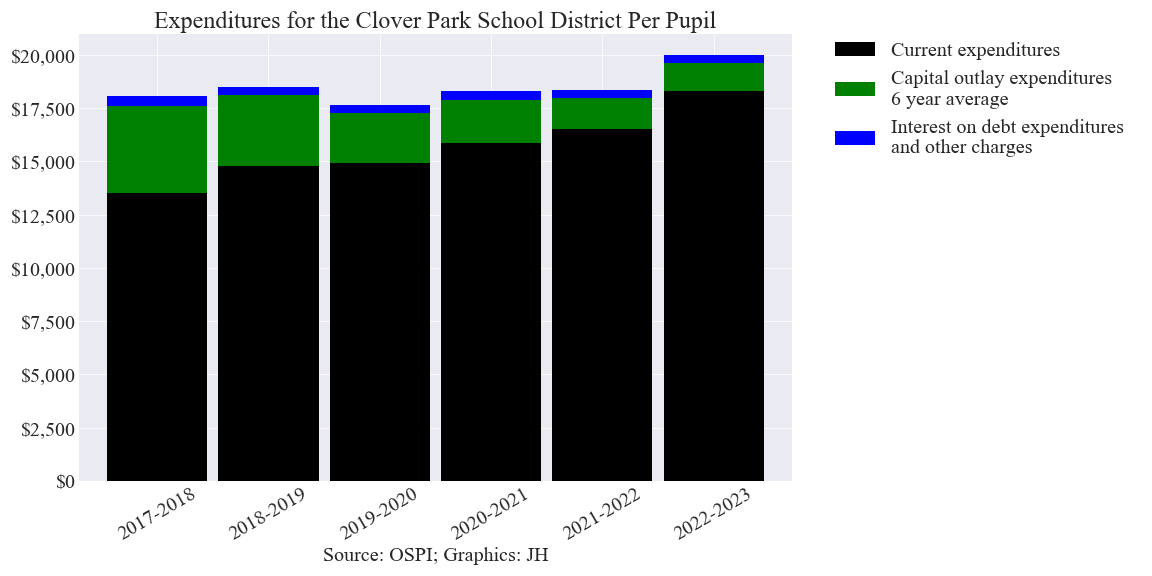 Expenditures for the Clover Park School District Per Pupil
$20,000
$17,500
$15,000
$12,500
$10,000
$7,500
$5,000
$2,500
$0
2017-2018
2018-2019
2019-2020
2020-2021
2021-2022
2022-2023
Source: OSPI; Graphics: JH
Current expenditures
Capital outlay expenditures
6 year average
Interest on debt expenditures
and other charges